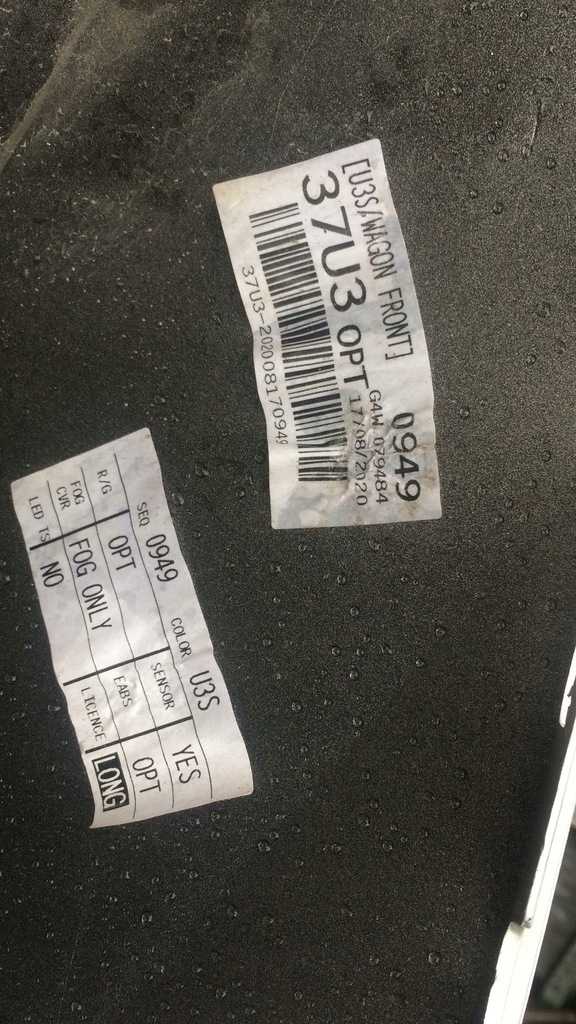 [U3S/WAGON FRONT]
37U3 OPT 0949
G4W 079484
17/08/2020
37U3-202008170949
SEQ 0949 COLOR U3S
R/G OPT SENSOR YES
FOG CVR FOG ONLY EABS OPT
LED TS NO LICENCE LONG